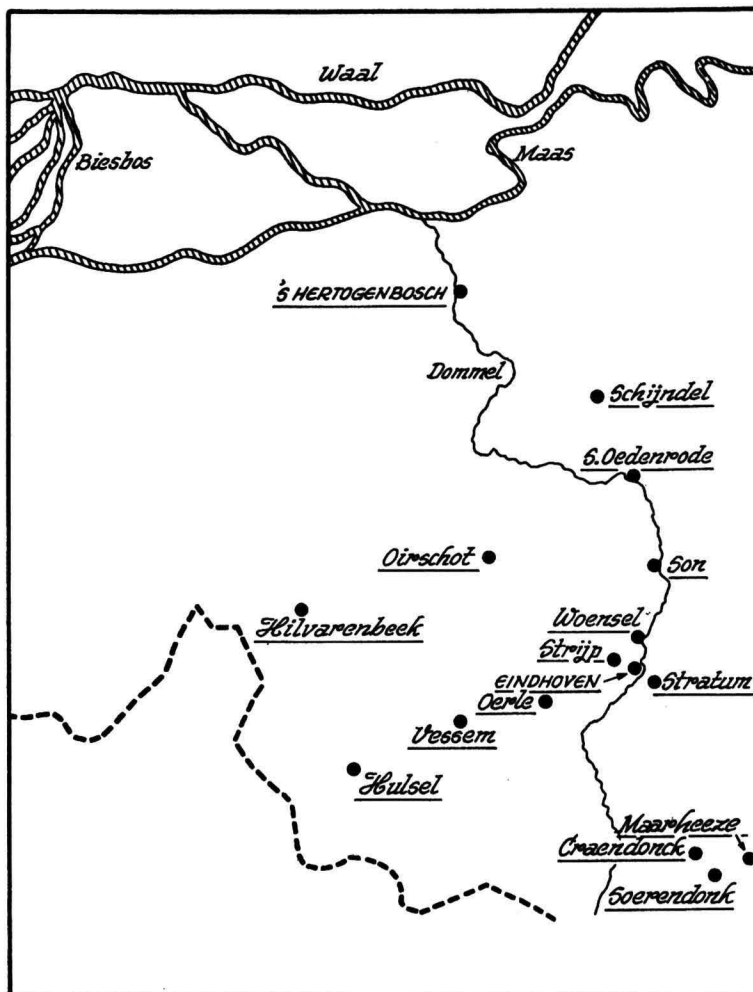 Waal
Maas
Biesbos
'S HERTOGENBOSCH
Dommel
Schijndel
S. Oedenrode
Oirschot
Son
Hilvarenbeek
Woensel
Strijp
EINDHOVEN
Stratum
Oerle
Vessem
Hulsel
Maarheeze
Craendonck
Soerendonk